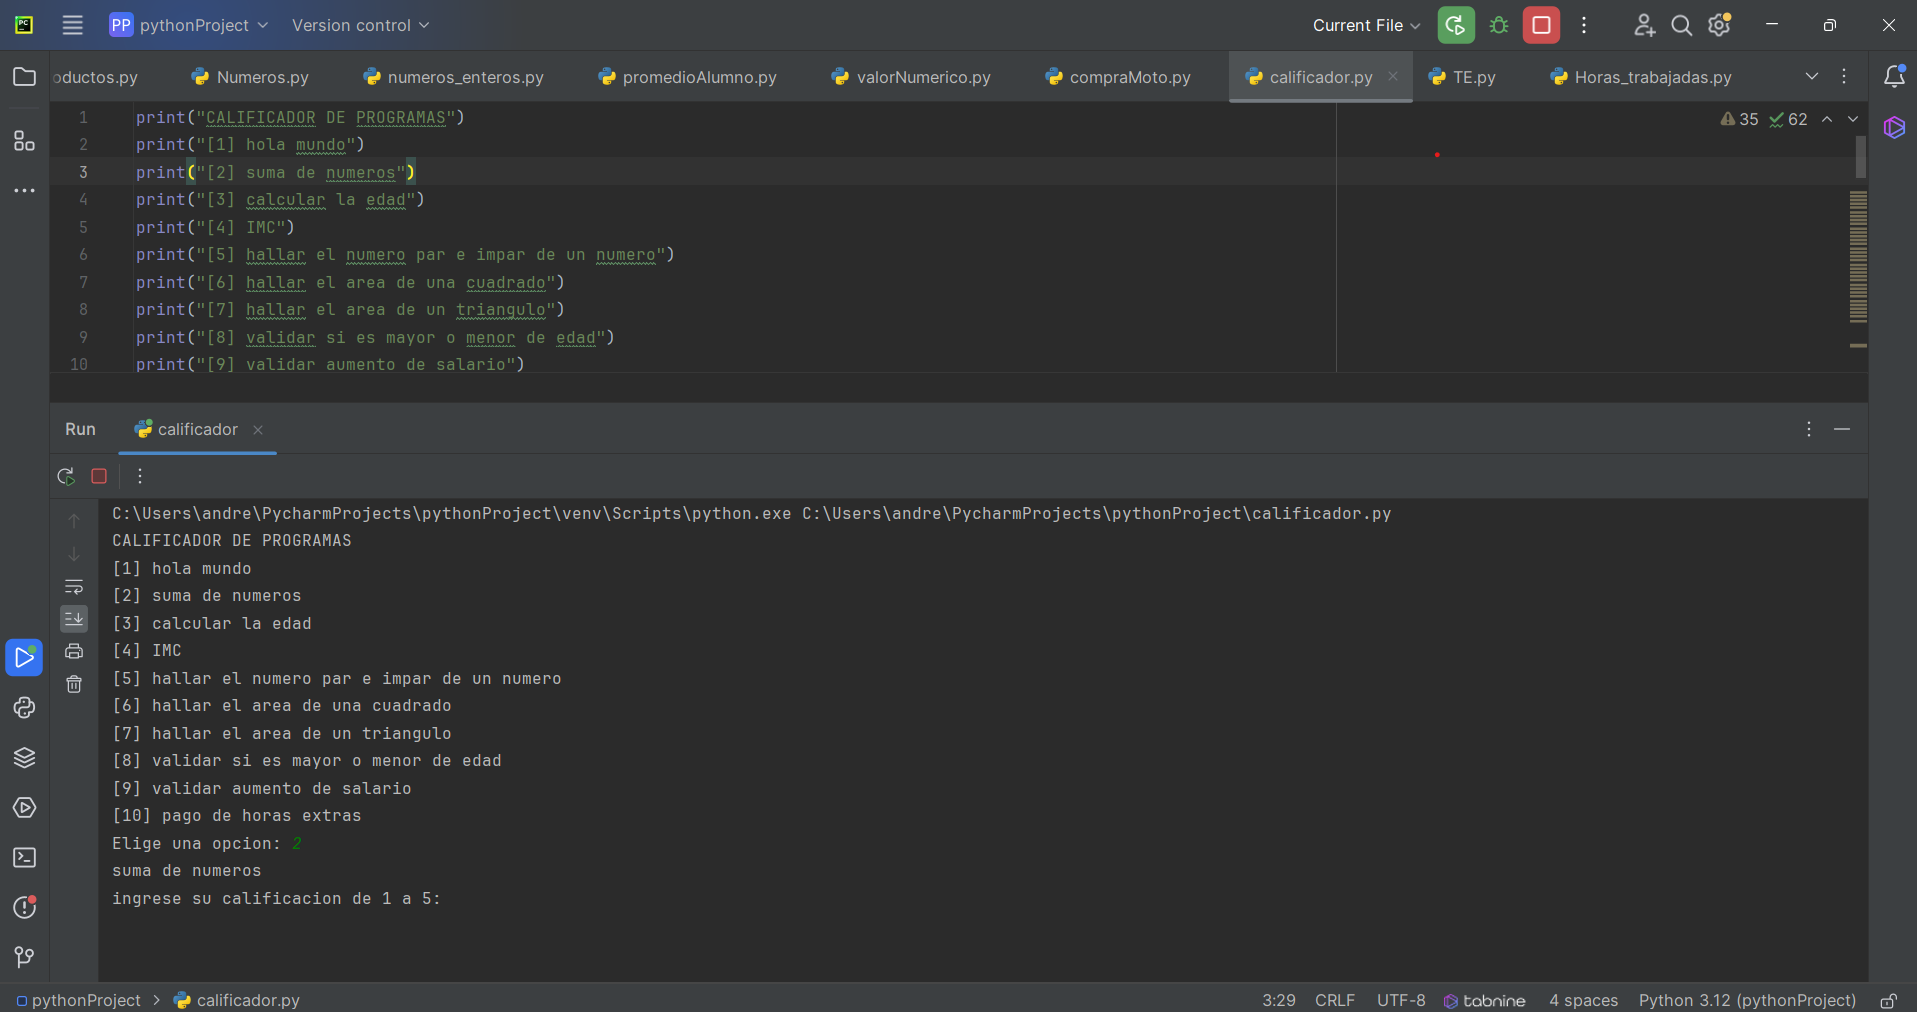 PC PP pythonProject Version control Current File
oductos.py Numeros.py numeros_enteros.py promedioAlumno.py valorNumerico.py compraMoto.py calificador.py TE.py Horas_trabajadas.py
1 print("CALIFICADOR DE PROGRAMAS") 35 62
2 print("[1] hola mundo")
3 print("[2] suma de numeros")
4 print("[3] calcular la edad")
5 print("[4] IMC")
6 print("[5] hallar el numero par e impar de un numero")
7 print("[6] hallar el area de una cuadrado")
8 print("[7] hallar el area de un triangulo")
9 print("[8] validar si es mayor o menor de edad")
10 print("[9] validar aumento de salario")
Run calificador
C:\Users\andre\PycharmProjects\pythonProject\venv\Scripts\python.exe C:\Users\andre\PycharmProjects\pythonProject\calificador.py
CALIFICADOR DE PROGRAMAS
[1] hola mundo
[2] suma de numeros
[3] calcular la edad
[4] IMC
[5] hallar el numero par e impar de un numero
[6] hallar el area de una cuadrado
[7] hallar el area de un triangulo
[8] validar si es mayor o menor de edad
[9] validar aumento de salario
[10] pago de horas extras
Elige una opcion: 2
suma de numeros
ingrese su calificacion de 1 a 5:
pythonProject > calificador.py 3:29 CRLF UTF-8 tabnine 4 spaces Python 3.12 (pythonProject)